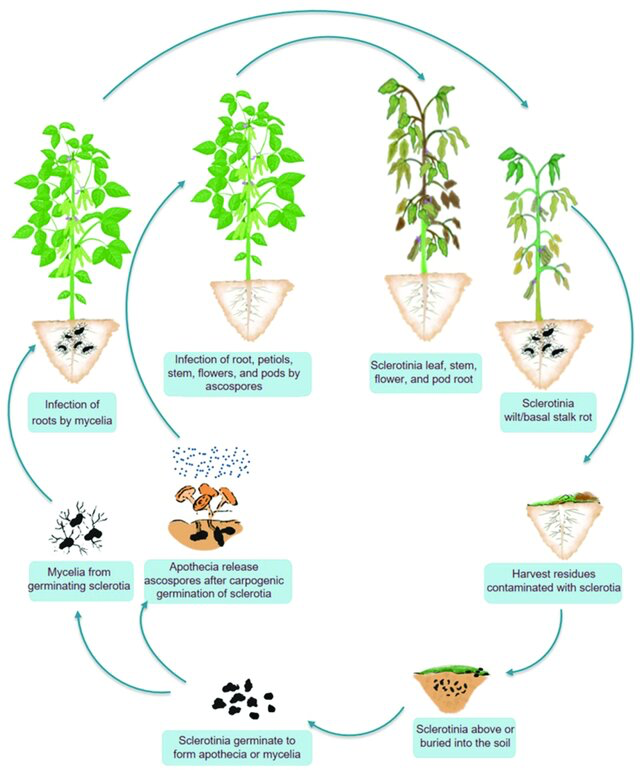 Infection of root, petiols,
stem, flowers, and pods by
ascospores
Sclerotinia leaf, stem,
flower, and pod root
Infection of
roots by mycelia
Sclerotinia
wilt/basal stalk rot
Mycelia from
germinating sclerotia
Apothecia release
ascospores after carpogenic
germination of sclerotia
Harvest residues
contaminated with sclerotia
Sclerotinia germinate to
form apothecia or mycelia
Sclerotinia above or
buried into the soil